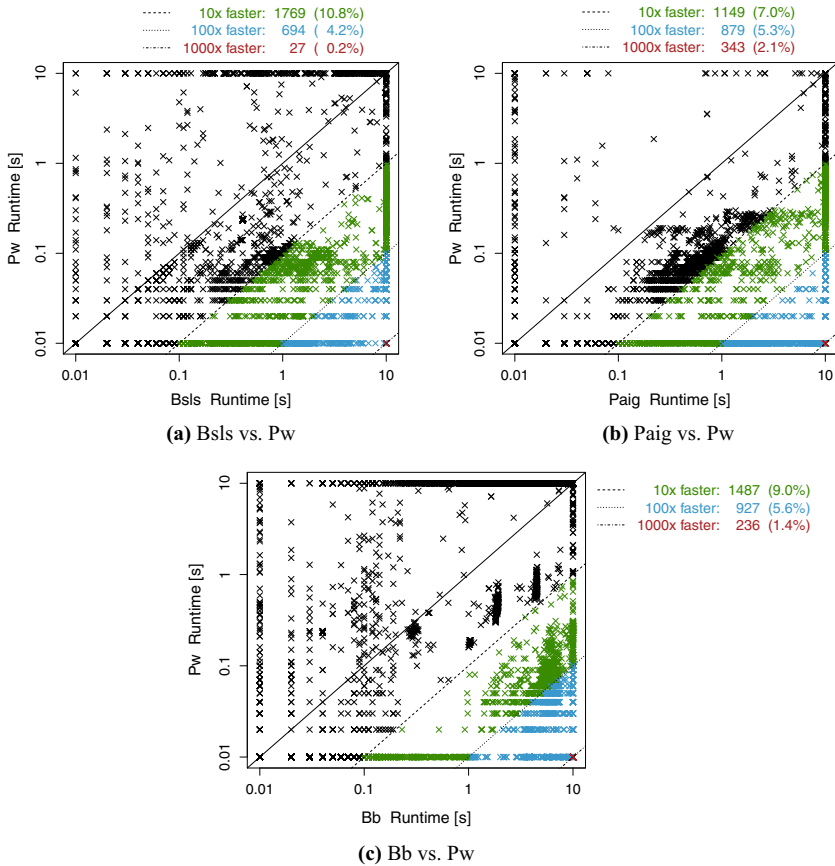 10x faster: 1769 (10.8%)
100x faster: 694 ( 4.2%)
1000x faster: 27 ( 0.2%)
10x faster: 1149 (7.0%)
100x faster: 879 (5.3%)
1000x faster: 343 (2.1%)
Pw Runtime [s]
10
1
0.1
0.01
0.01 0.1 1 10
Bsls Runtime [s]
(a) Bsls vs. Pw
Pw Runtime [s]
10
1
0.1
0.01
0.01 0.1 1 10
Paig Runtime [s]
(b) Paig vs. Pw
10x faster: 1487 (9.0%)
100x faster: 927 (5.6%)
1000x faster: 236 (1.4%)
Pw Runtime [s]
10
1
0.1
0.01
0.01 0.1 1 10
Bb Runtime [s]
(c) Bb vs. Pw